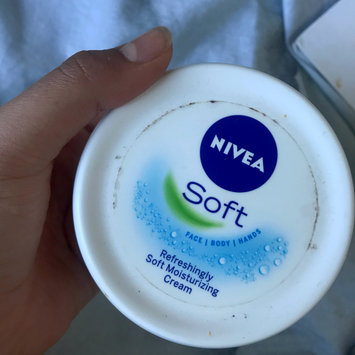 NIVEA
Soft
FACE | BODY | HANDS
Refreshingly
Soft Moisturizing
Cream